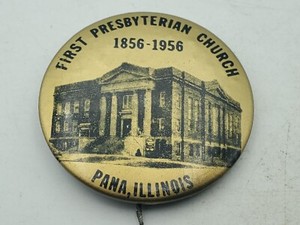 FIRST PRESBYTERIAN CHURCH
1856-1956
PANA, ILLINOIS